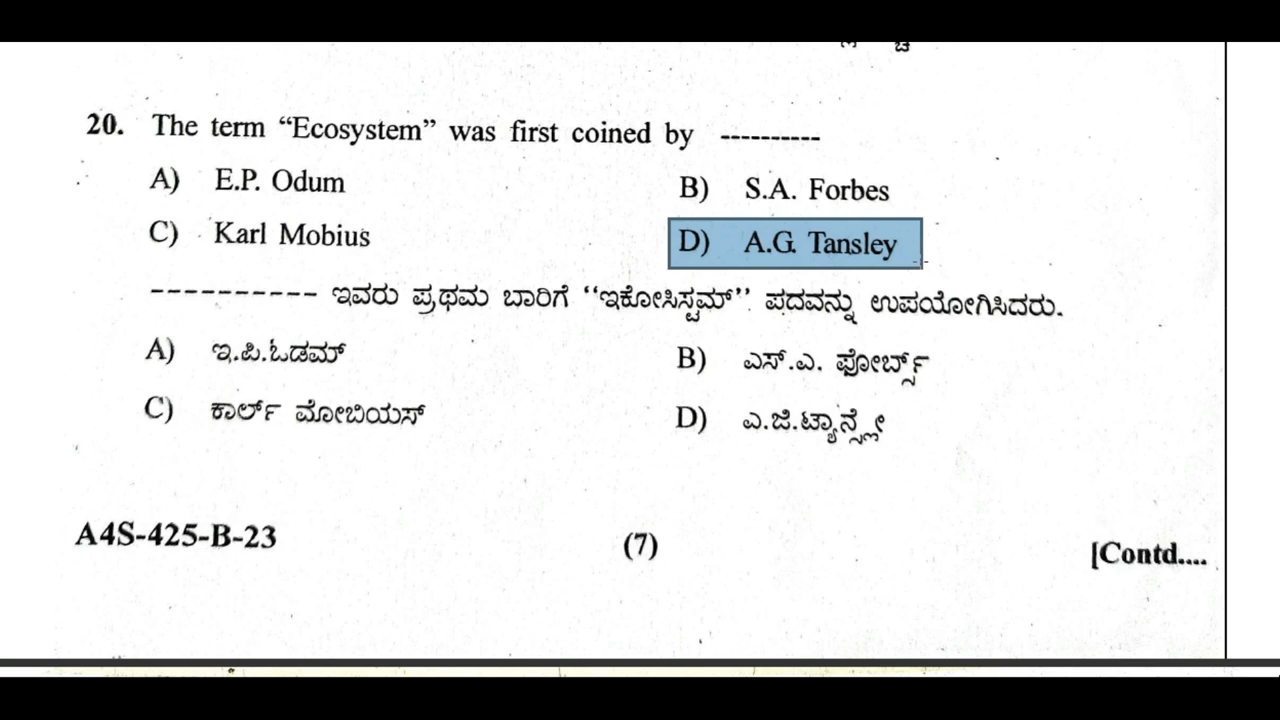 20. The term “Ecosystem” was first coined by ----------
A) E.P. Odum B) S.A. Forbes
C) Karl Mobius D) A.G. Tansley
----------- ಇವರು ಪ್ರಥಮ ಬಾರಿಗೆ “ಇಕೋಸಿಸ್ಟಮ್” ಪದವನ್ನು ಉಪಯೋಗಿಸಿದರು.
A) ಇ.ಪಿ.ಓಡಮ್ B) ಎಸ್.ಎ. ಫೋರ್ಬ್ಸ್
C) ಕಾರ್ಲ್ ಮೋಬಿಯಸ್ D) ಎ.ಜಿ.ಟ್ಯಾನ್ಸ್ಲೇ
A4S-425-B-23 (7) [Contd....